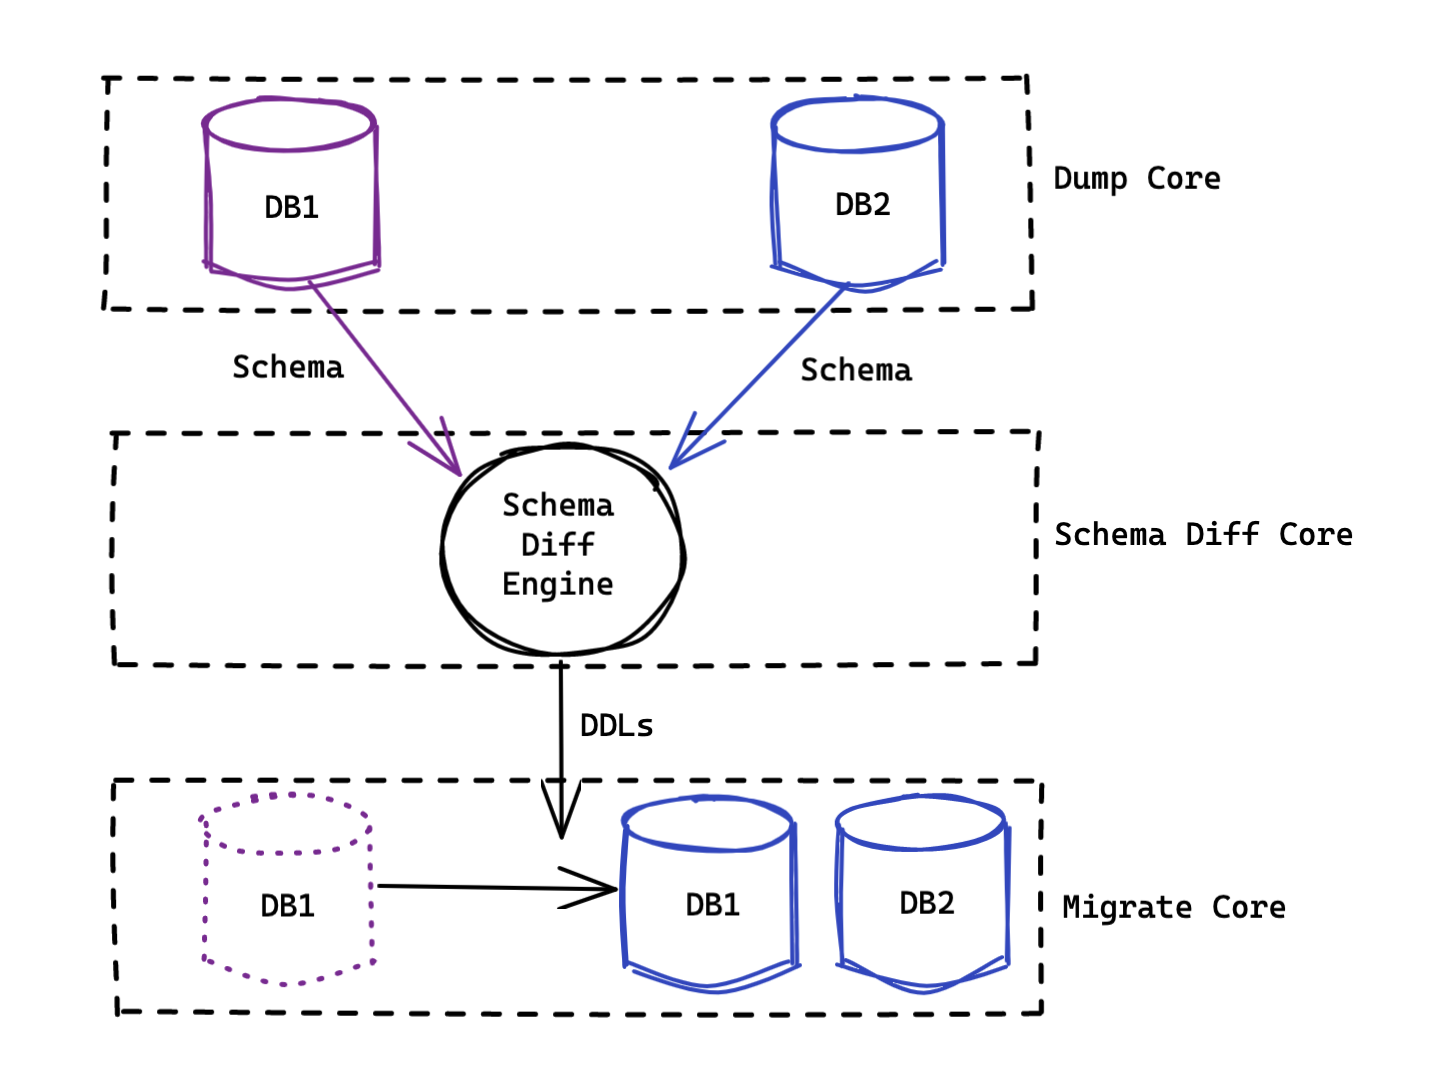 DB1
DB2
Dump Core
Schema
Schema
Schema
Diff
Engine
Schema Diff Core
DDLs
DB1
DB1
DB2
Migrate Core